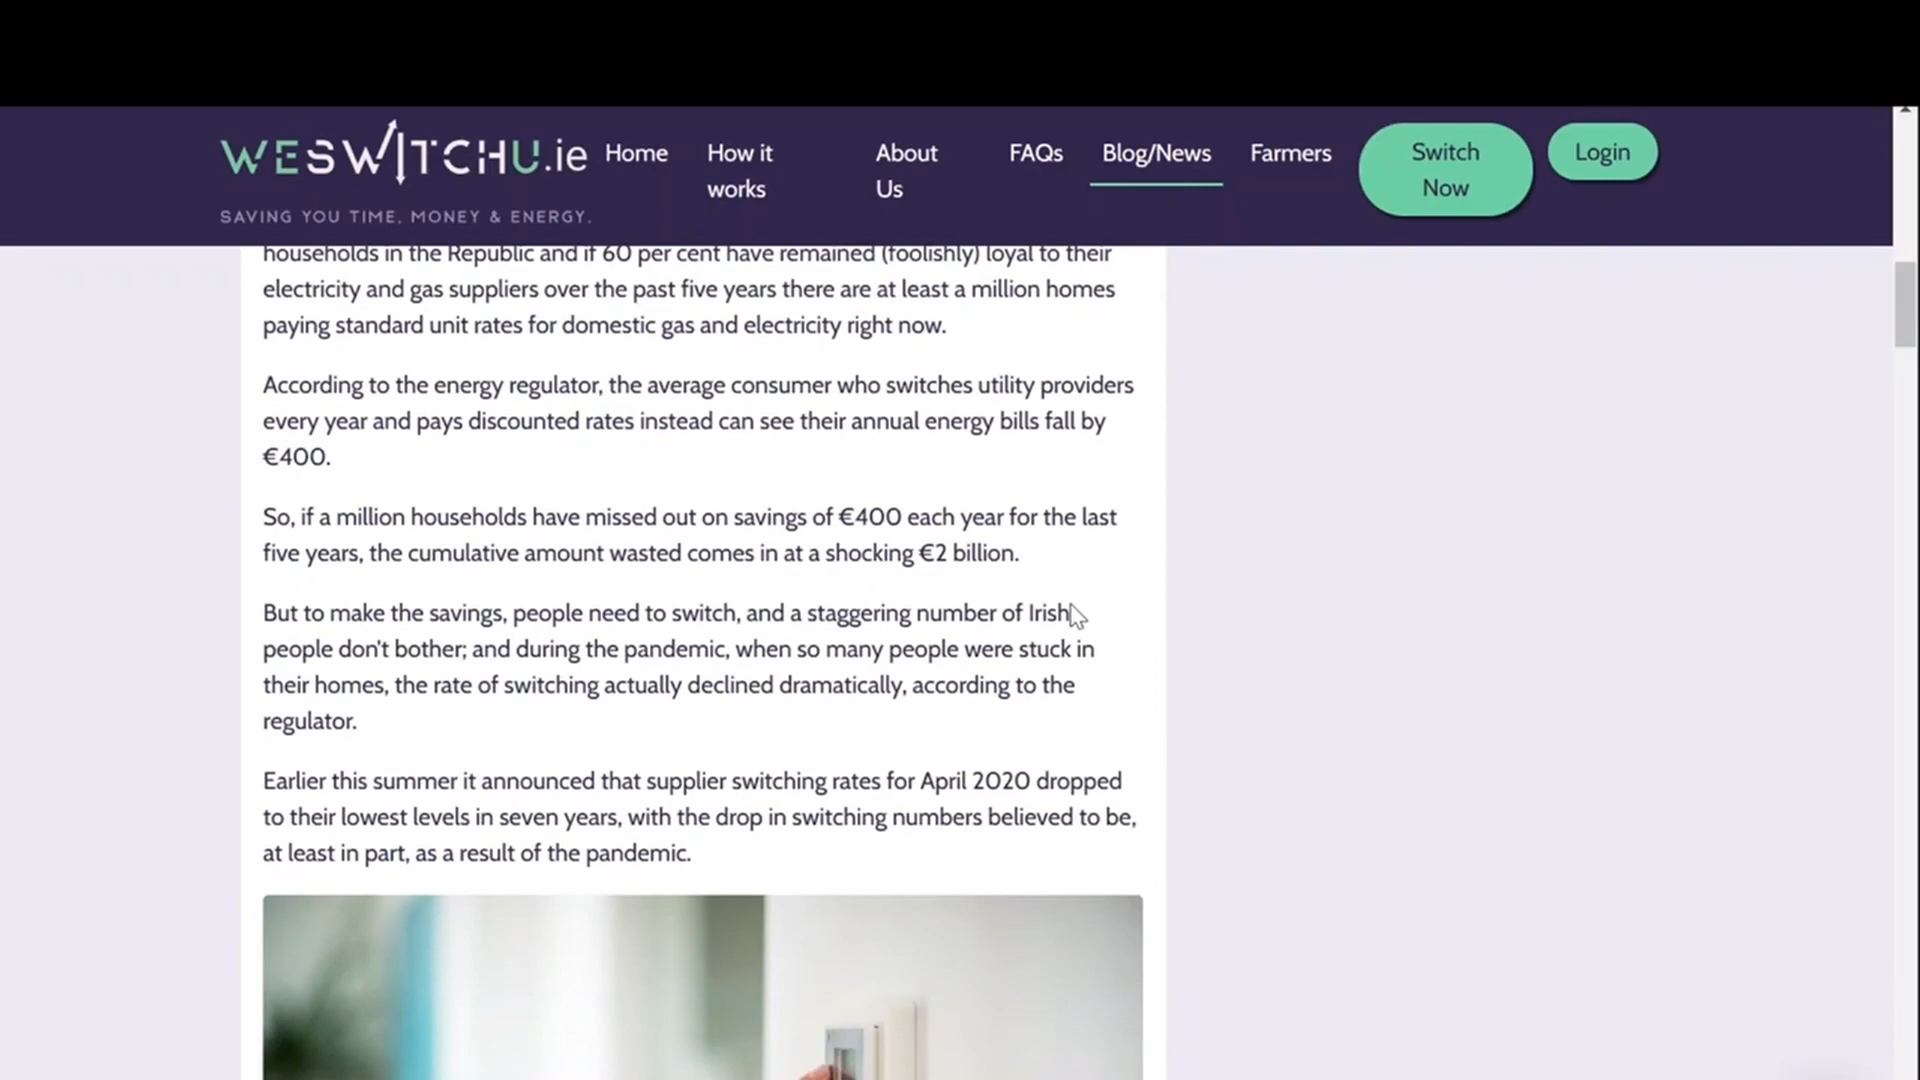 WESWITCHU.ie
SAVING YOU TIME, MONEY & ENERGY.
Home
How it
works
About
Us
FAQs
Blog/News
Farmers
Switch
Now
Login
households in the Republic and if 60 per cent have remained (foolishly) loyal to their
electricity and gas suppliers over the past five years there are at least a million homes
paying standard unit rates for domestic gas and electricity right now.
According to the energy regulator, the average consumer who switches utility providers
every year and pays discounted rates instead can see their annual energy bills fall by
€400.
So, if a million households have missed out on savings of €400 each year for the last
five years, the cumulative amount wasted comes in at a shocking €2 billion.
But to make the savings, people need to switch, and a staggering number of Irish
people don't bother; and during the pandemic, when so many people were stuck in
their homes, the rate of switching actually declined dramatically, according to the
regulator.
Earlier this summer it announced that supplier switching rates for April 2020 dropped
to their lowest levels in seven years, with the drop in switching numbers believed to be,
at least in part, as a result of the pandemic.